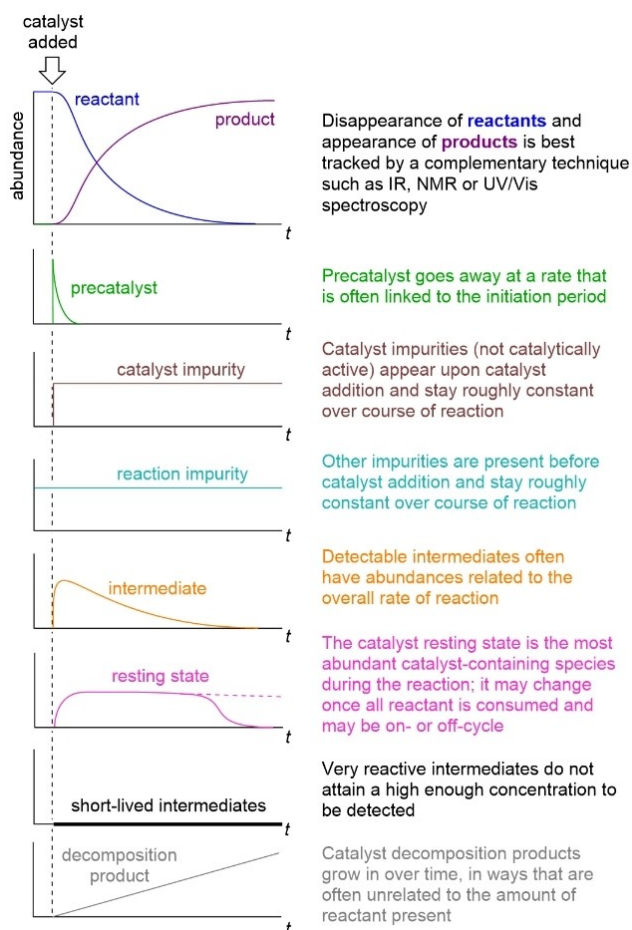 catalyst
added
reactant
product
abundance
t
Disappearance of reactants and
appearance of products is best
tracked by a complementary technique
such as IR, NMR or UV/Vis
spectroscopy
precatalyst
t
Precatalyst goes away at a rate that
is often linked to the initiation period
catalyst impurity
t
Catalyst impurities (not catalytically
active) appear upon catalyst
addition and stay roughly constant
over course of reaction
reaction impurity
t
Other impurities are present before
catalyst addition and stay roughly
constant over course of reaction
intermediate
t
Detectable intermediates often
have abundances related to the
overall rate of reaction
resting state
t
The catalyst resting state is the most
abundant catalyst-containing species
during the reaction; it may change
once all reactant is consumed and
may be on- or off-cycle
short-lived intermediates
t
Very reactive intermediates do not
attain a high enough concentration to
be detected
decomposition
product
t
Catalyst decomposition products
grow in over time, in ways that are
often unrelated to the amount of
reactant present